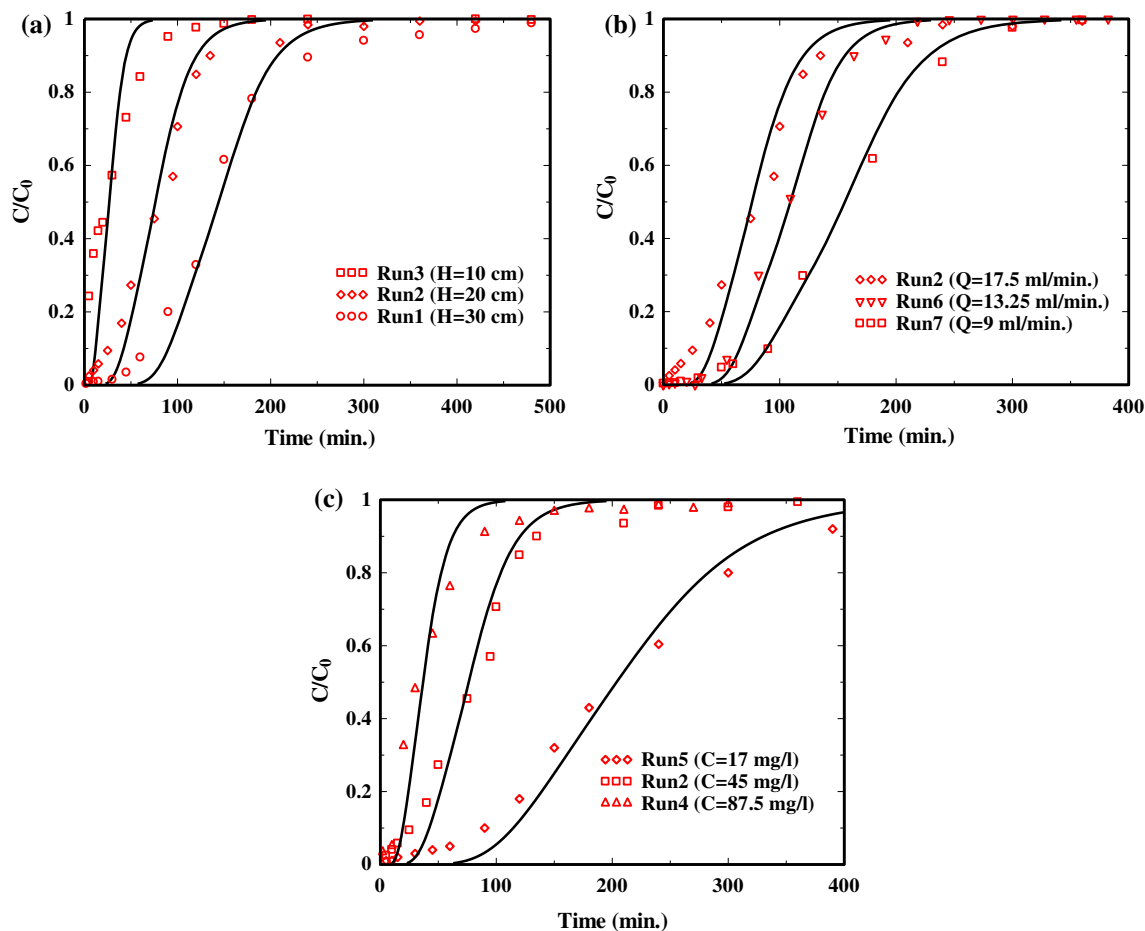 (a)
C/C0
1
0.8
0.6
0.4
0.2
0
Run3 (H=10 cm)
Run2 (H=20 cm)
Run1 (H=30 cm)
0 100 200 300 400 500
Time (min.)
(b)
C/C0
1
0.8
0.6
0.4
0.2
0
Run2 (Q=17.5 ml/min.)
Run6 (Q=13.25 ml/min.)
Run7 (Q=9 ml/min.)
0 100 200 300 400
Time (min.)
(c)
C/C0
1
0.8
0.6
0.4
0.2
0
Run5 (C=17 mg/l)
Run2 (C=45 mg/l)
Run4 (C=87.5 mg/l)
0 100 200 300 400
Time (min.)